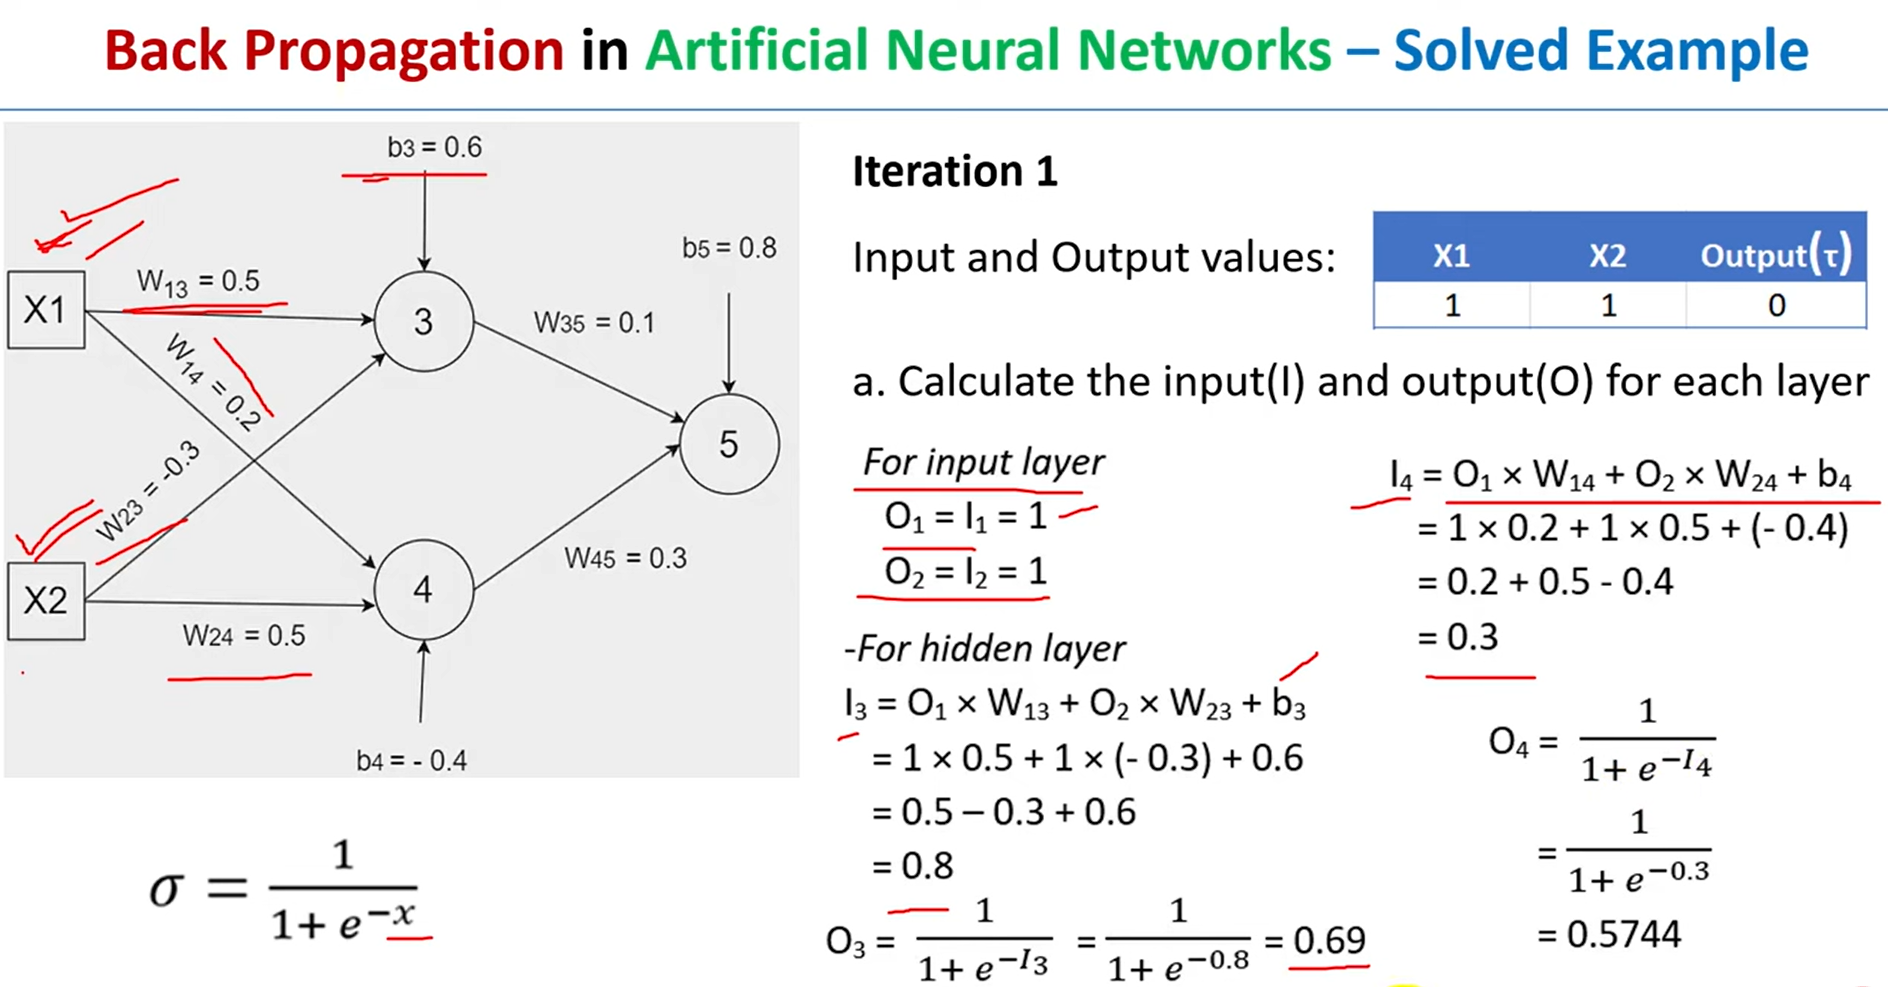 Back Propagation in Artificial Neural Networks – Solved Example
b3 = 0.6
b5 = 0.8
X1
W13 = 0.5
3
W35 = 0.1
W14 = 0.2
5
W23 = -0.3
X2
W45 = 0.3
4
W24 = 0.5
b4 = - 0.4
σ = 1 / 1+ e^−x
Iteration 1
Input and Output values:
X1 X2 Output(τ)
1 1 0
a. Calculate the input(I) and output(O) for each layer
For input layer
O₁ = I₁ = 1
O₂ = I₂ = 1
-For hidden layer
I₃ = O₁ × W₁₃ + O₂ × W₂₃ + b₃
= 1 × 0.5 + 1 × (- 0.3) + 0.6
= 0.5 – 0.3 + 0.6
= 0.8
O₃ = 1 / 1+ e^−I3 = 1 / 1+ e^−0.8 = 0.69
I₄ = O₁ × W₁₄ + O₂ × W₂₄ + b₄
= 1 × 0.2 + 1 × 0.5 + (- 0.4)
= 0.2 + 0.5 - 0.4
= 0.3
O₄ = 1 / 1+ e^−I4
= 1 / 1+ e^−0.3
= 0.5744